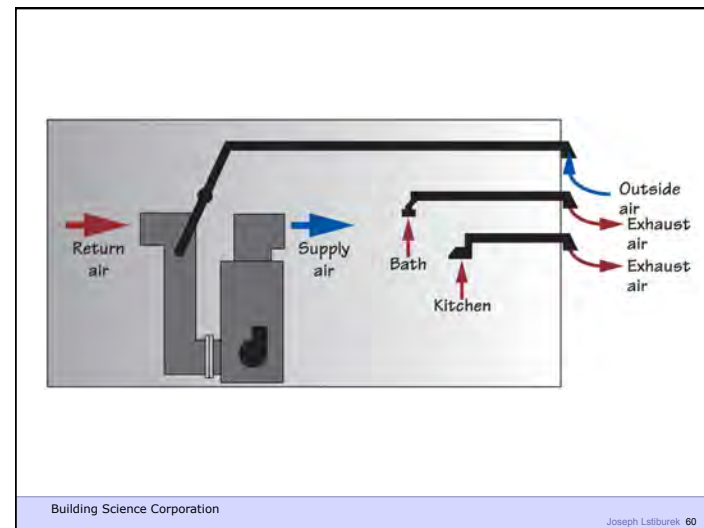 Outside
air
Exhaust
air
Exhaust
air
Return
air
Supply
air
Bath
Kitchen
Building Science Corporation
Joseph Lstiburek 60